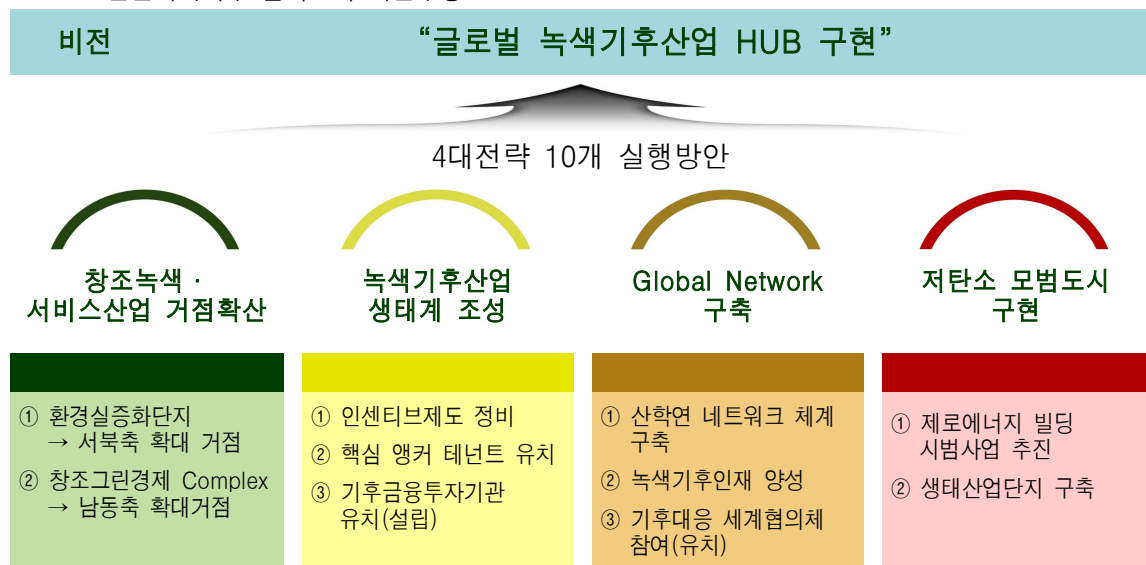 비전
“글로벌 녹색기후산업 HUB 구현”
4대전략 10개 실행방안
창조녹색·
서비스산업 거점확산
녹색기후산업
생태계 조성
Global Network
구축
저탄소 모범도시
구현
① 환경실증화단지
→ 서북축 확대 거점
② 창조그린경제 Complex
→ 남동축 확대거점
① 인센티브제도 정비
② 핵심 앵커 테넌트 유치
③ 기후금융투자기관
유치(설립)
① 산학연 네트워크 체계
구축
② 녹색기후인재 양성
③ 기후대응 세계협의체
참여(유치)
① 제로에너지 빌딩
시범사업 추진
② 생태산업단지 구축